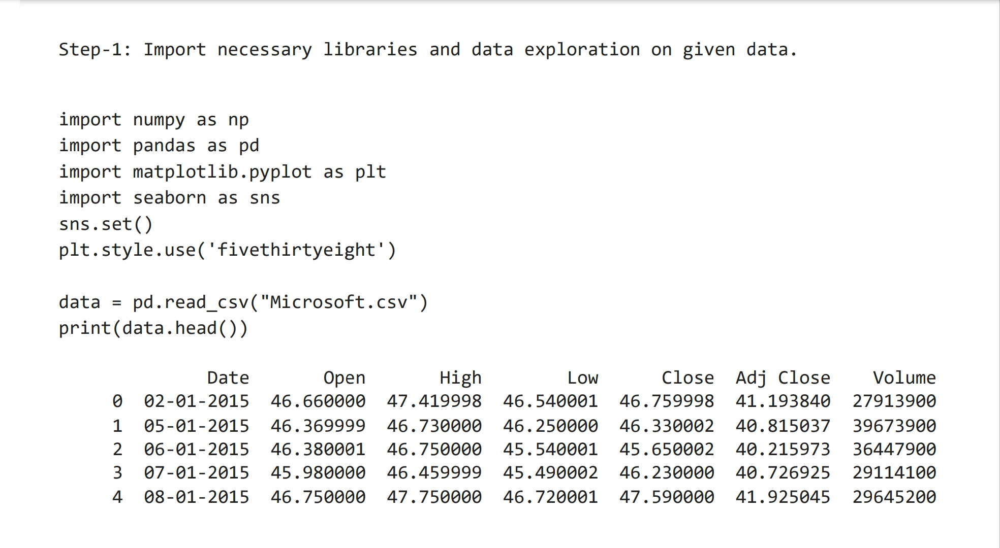 Step-1: Import necessary libraries and data exploration on given data.
import numpy as np
import pandas as pd
import matplotlib.pyplot as plt
import seaborn as sns
sns.set()
plt.style.use('fivethirtyeight')
data = pd.read_csv("Microsoft.csv")
print(data.head())
Date Open High Low Close Adj Close Volume
0 02-01-2015 46.660000 47.419998 46.540001 46.759998 41.193840 27913900
1 05-01-2015 46.369999 46.730000 46.250000 46.330002 40.815037 39673900
2 06-01-2015 46.380001 46.750000 45.540001 45.650002 40.215973 36447900
3 07-01-2015 45.980000 46.459999 45.490002 46.230000 40.726925 29114100
4 08-01-2015 46.750000 47.750000 46.720001 47.590000 41.925045 29645200